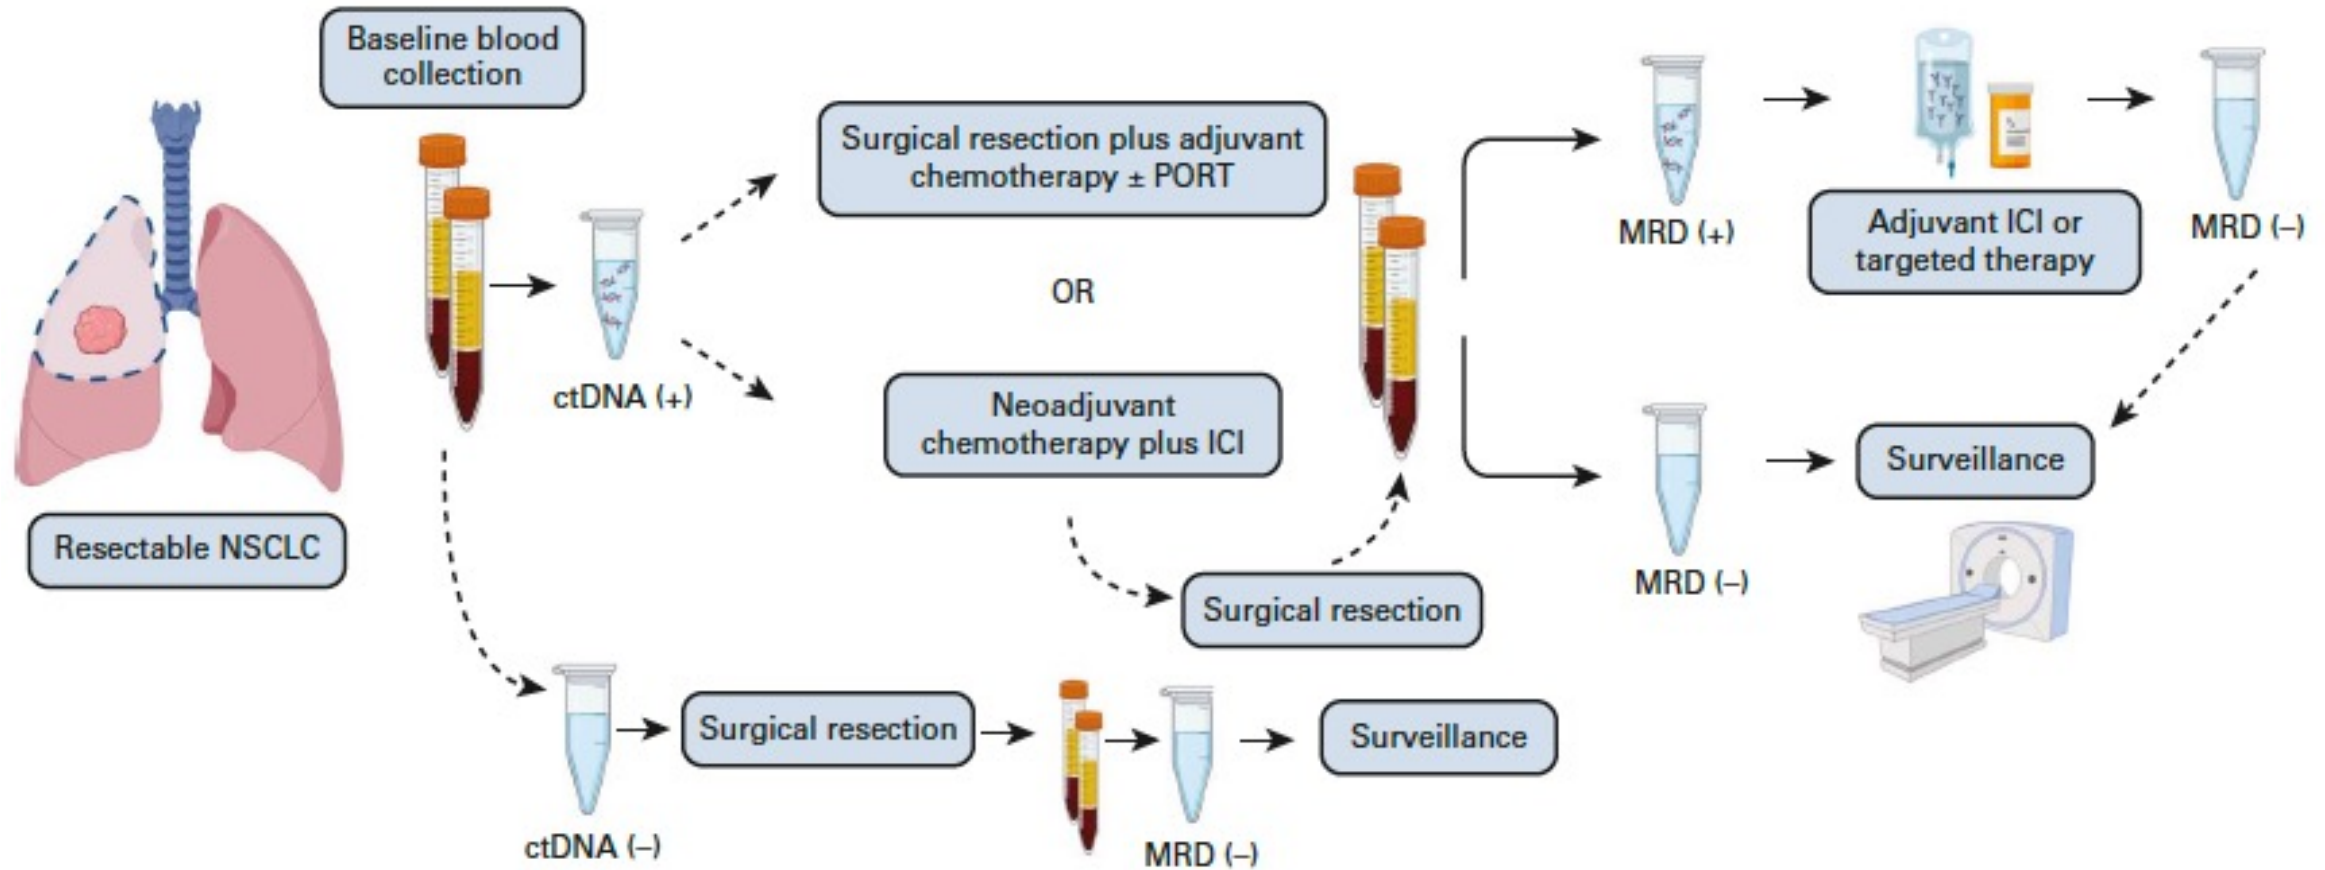 Baseline blood
collection
Resectable NSCLC
ctDNA (+)
Surgical resection plus adjuvant
chemotherapy ± PORT
OR
Neoadjuvant
chemotherapy plus ICI
Surgical resection
MRD (+)
Adjuvant ICI or
targeted therapy
MRD (–)
MRD (–)
Surveillance
ctDNA (–)
Surgical resection
MRD (–)
Surveillance